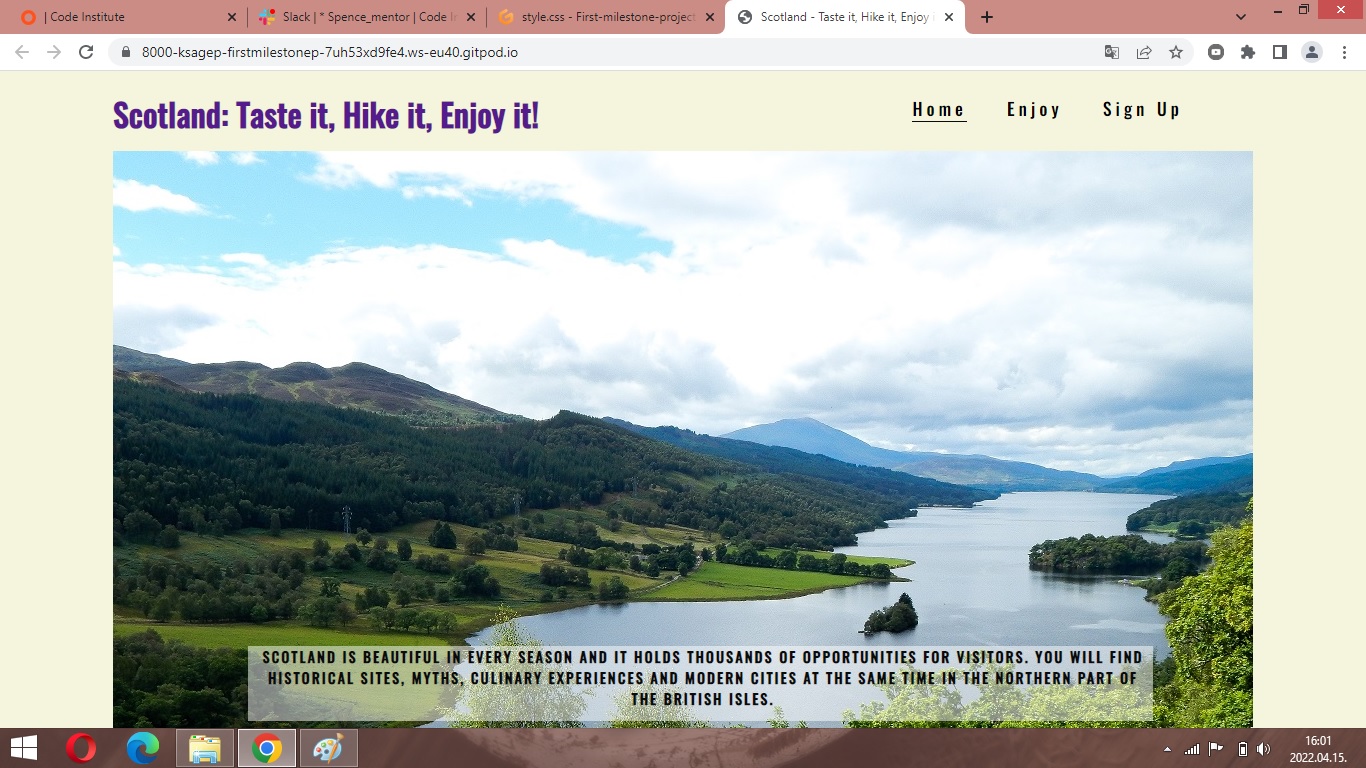 | Code Institute
Slack | * Spence_mentor | Code In
style.css - First-milestone-project
Scotland - Taste it, Hike it, Enjoy i
8000-ksagep-firstmilestonep-7uh53xd9fe4.ws-eu40.gitpod.io
Scotland: Taste it, Hike it, Enjoy it!
Home Enjoy Sign Up
SCOTLAND IS BEAUTIFUL IN EVERY SEASON AND IT HOLDS THOUSANDS OF OPPORTUNITIES FOR VISITORS. YOU WILL FIND
HISTORICAL SITES, MYTHS, CULINARY EXPERIENCES AND MODERN CITIES AT THE SAME TIME IN THE NORTHERN PART OF
THE BRITISH ISLES.
16:01
2022.04.15.